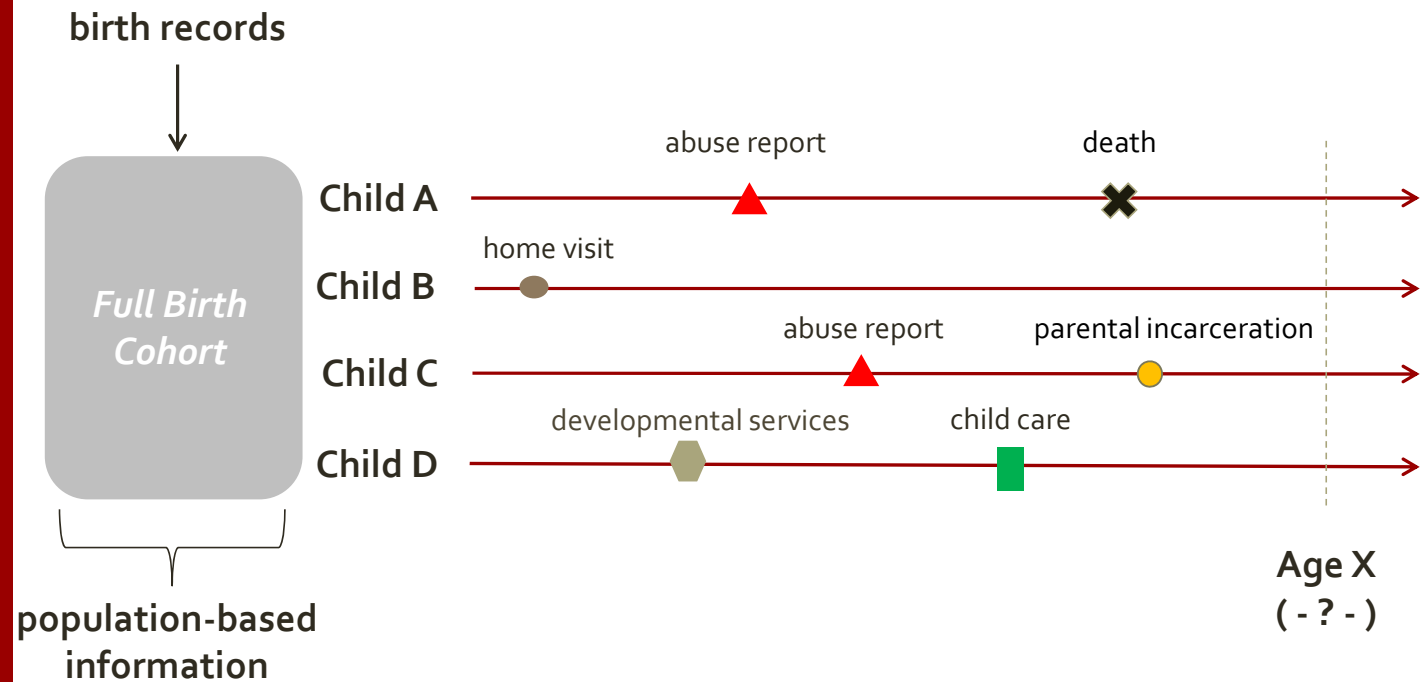 birth records
Full Birth
Cohort
population-based
information
abuse report
death
Child A
home visit
Child B
abuse report
parental incarceration
Child C
developmental services
child care
Child D
Age X
( - ? - )